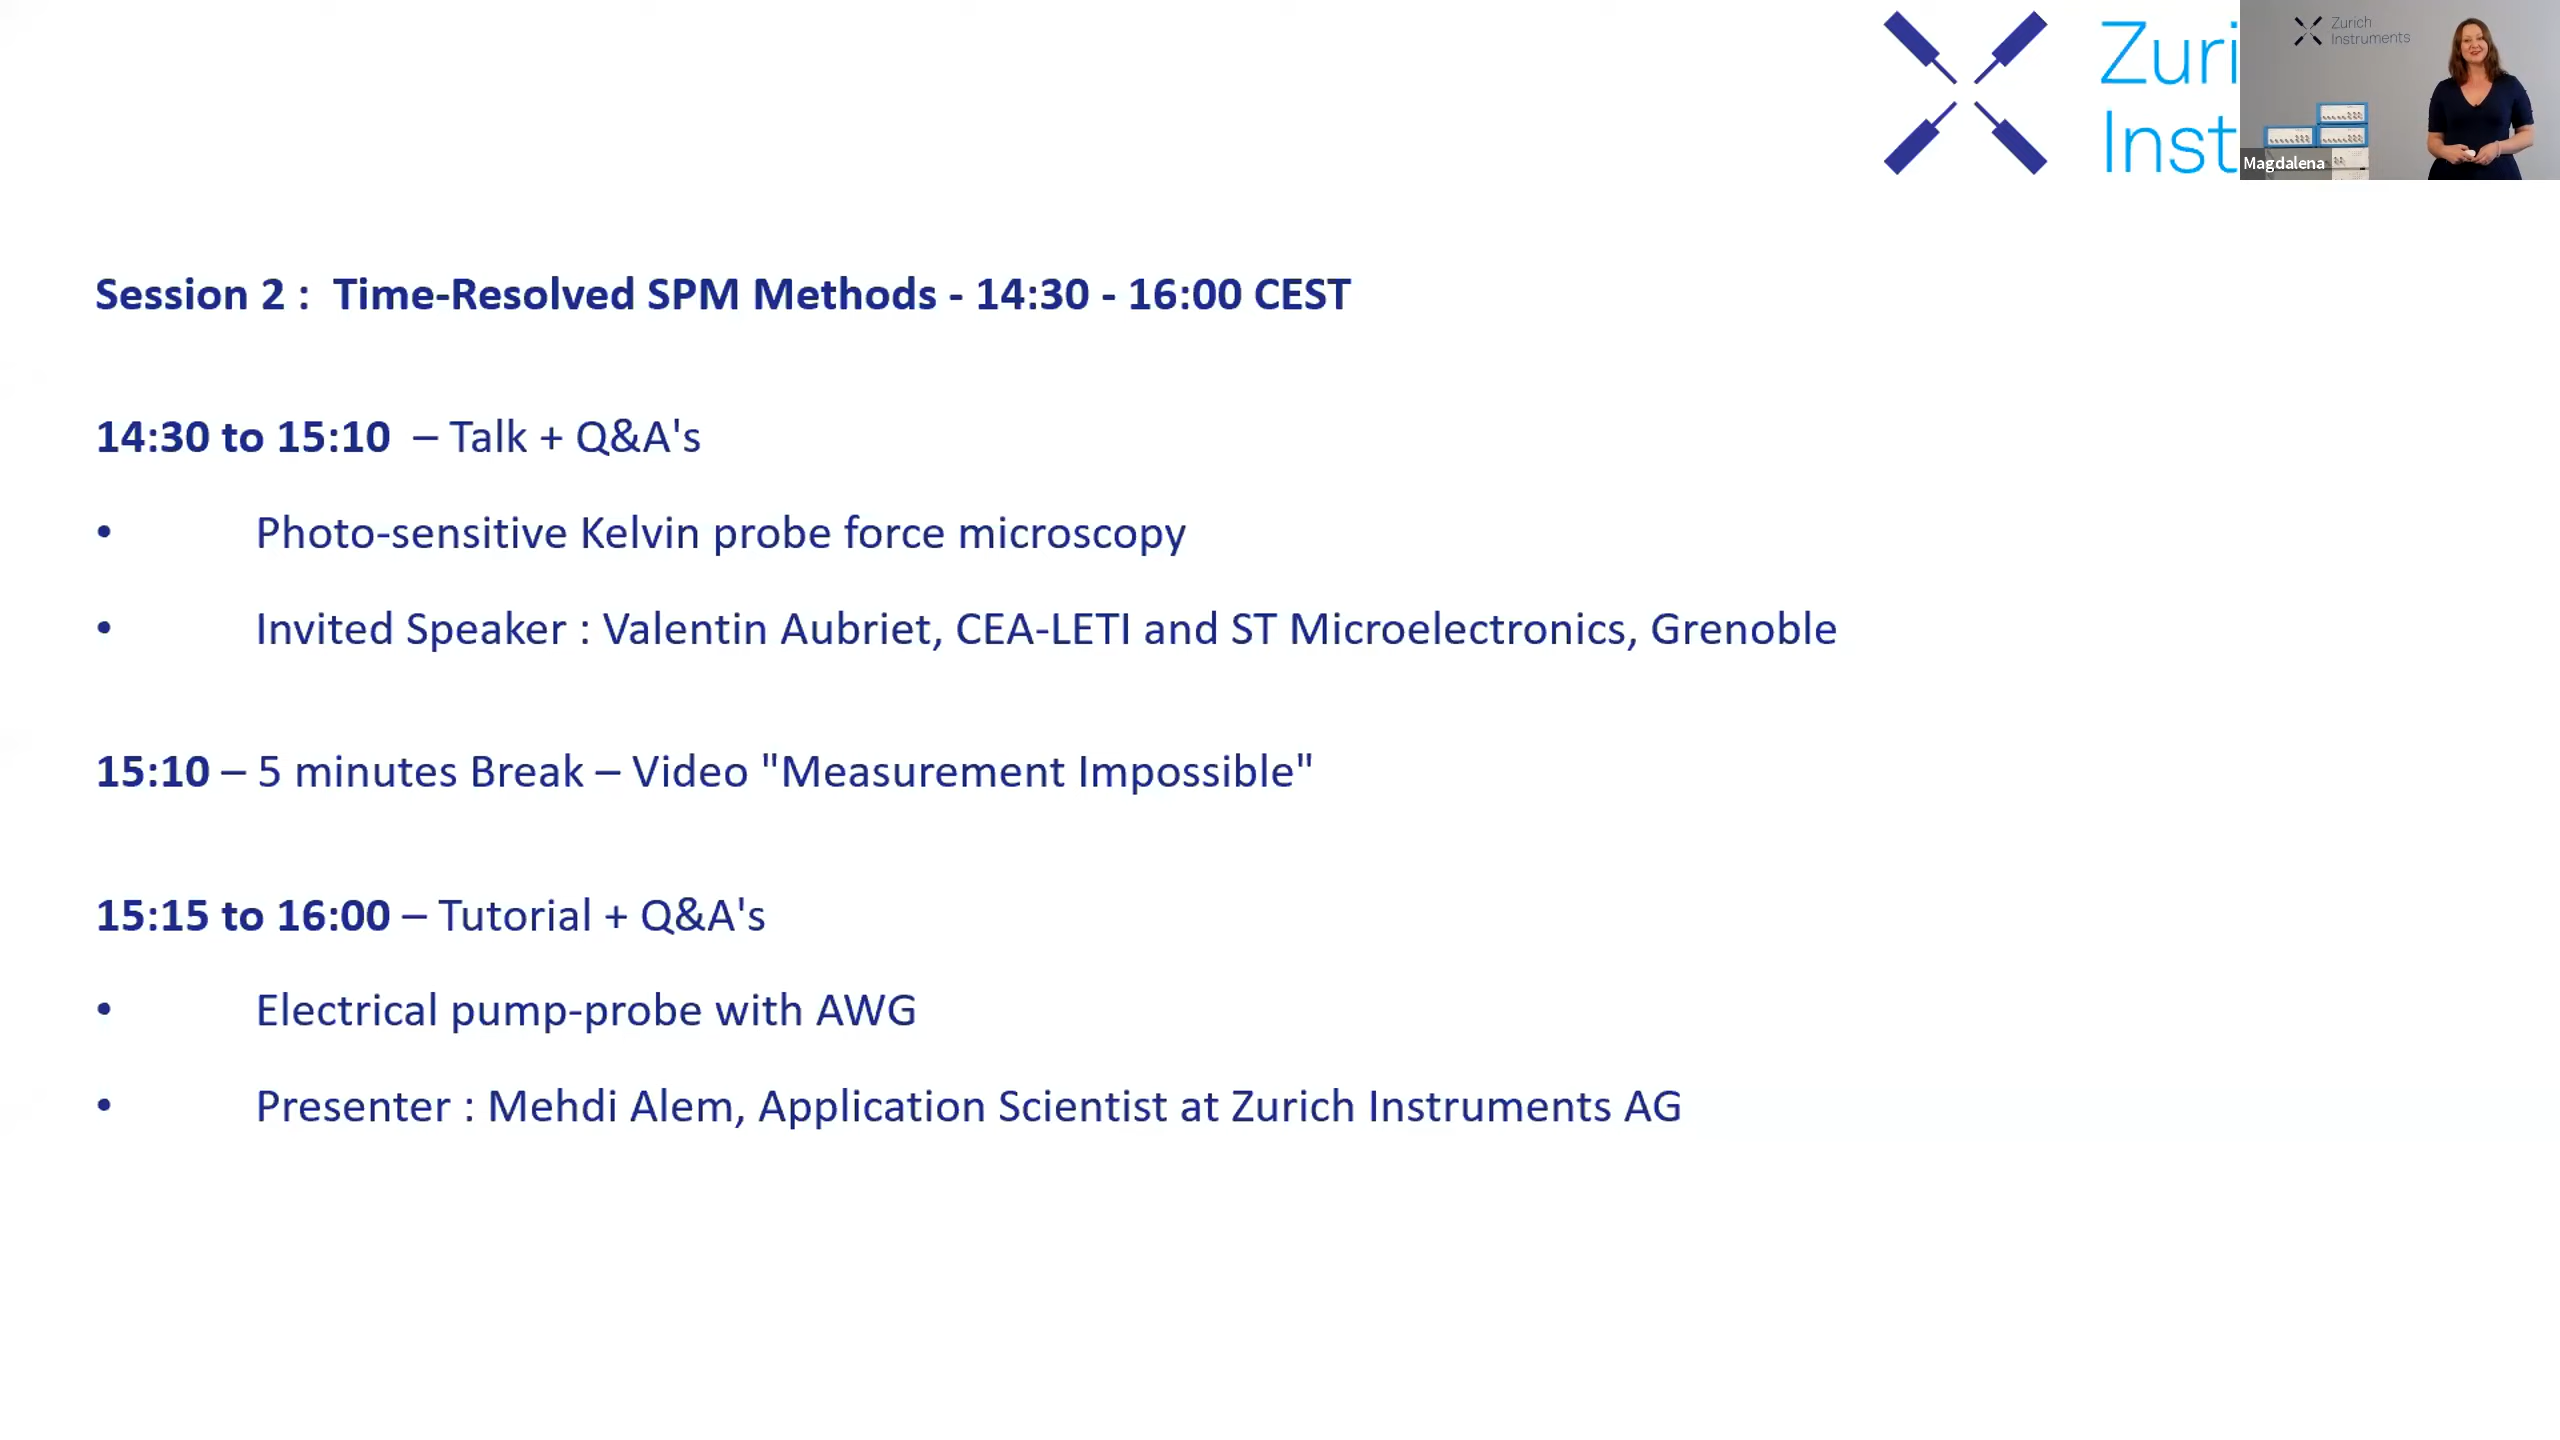 Zuri
Inst
Zurich
Instruments
Magdalena
Session 2 :  Time-Resolved SPM Methods - 14:30 - 16:00 CEST
14:30 to 15:10  – Talk + Q&A's
• Photo-sensitive Kelvin probe force microscopy
• Invited Speaker : Valentin Aubriet, CEA-LETI and ST Microelectronics, Grenoble
15:10 – 5 minutes Break – Video "Measurement Impossible"
15:15 to 16:00 – Tutorial + Q&A's
• Electrical pump-probe with AWG
• Presenter : Mehdi Alem, Application Scientist at Zurich Instruments AG